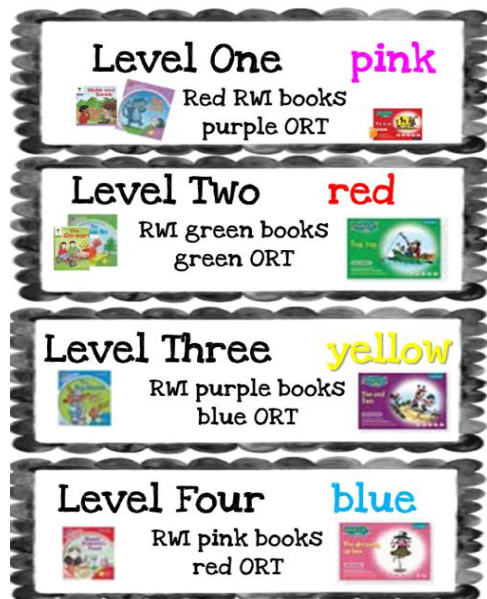 Level One pink
Red RWI books
purple ORT
Level Two red
RWI green books
green ORT
Level Three yellow
RWI purple books
blue ORT
Level Four blue
RWI pink books
red ORT